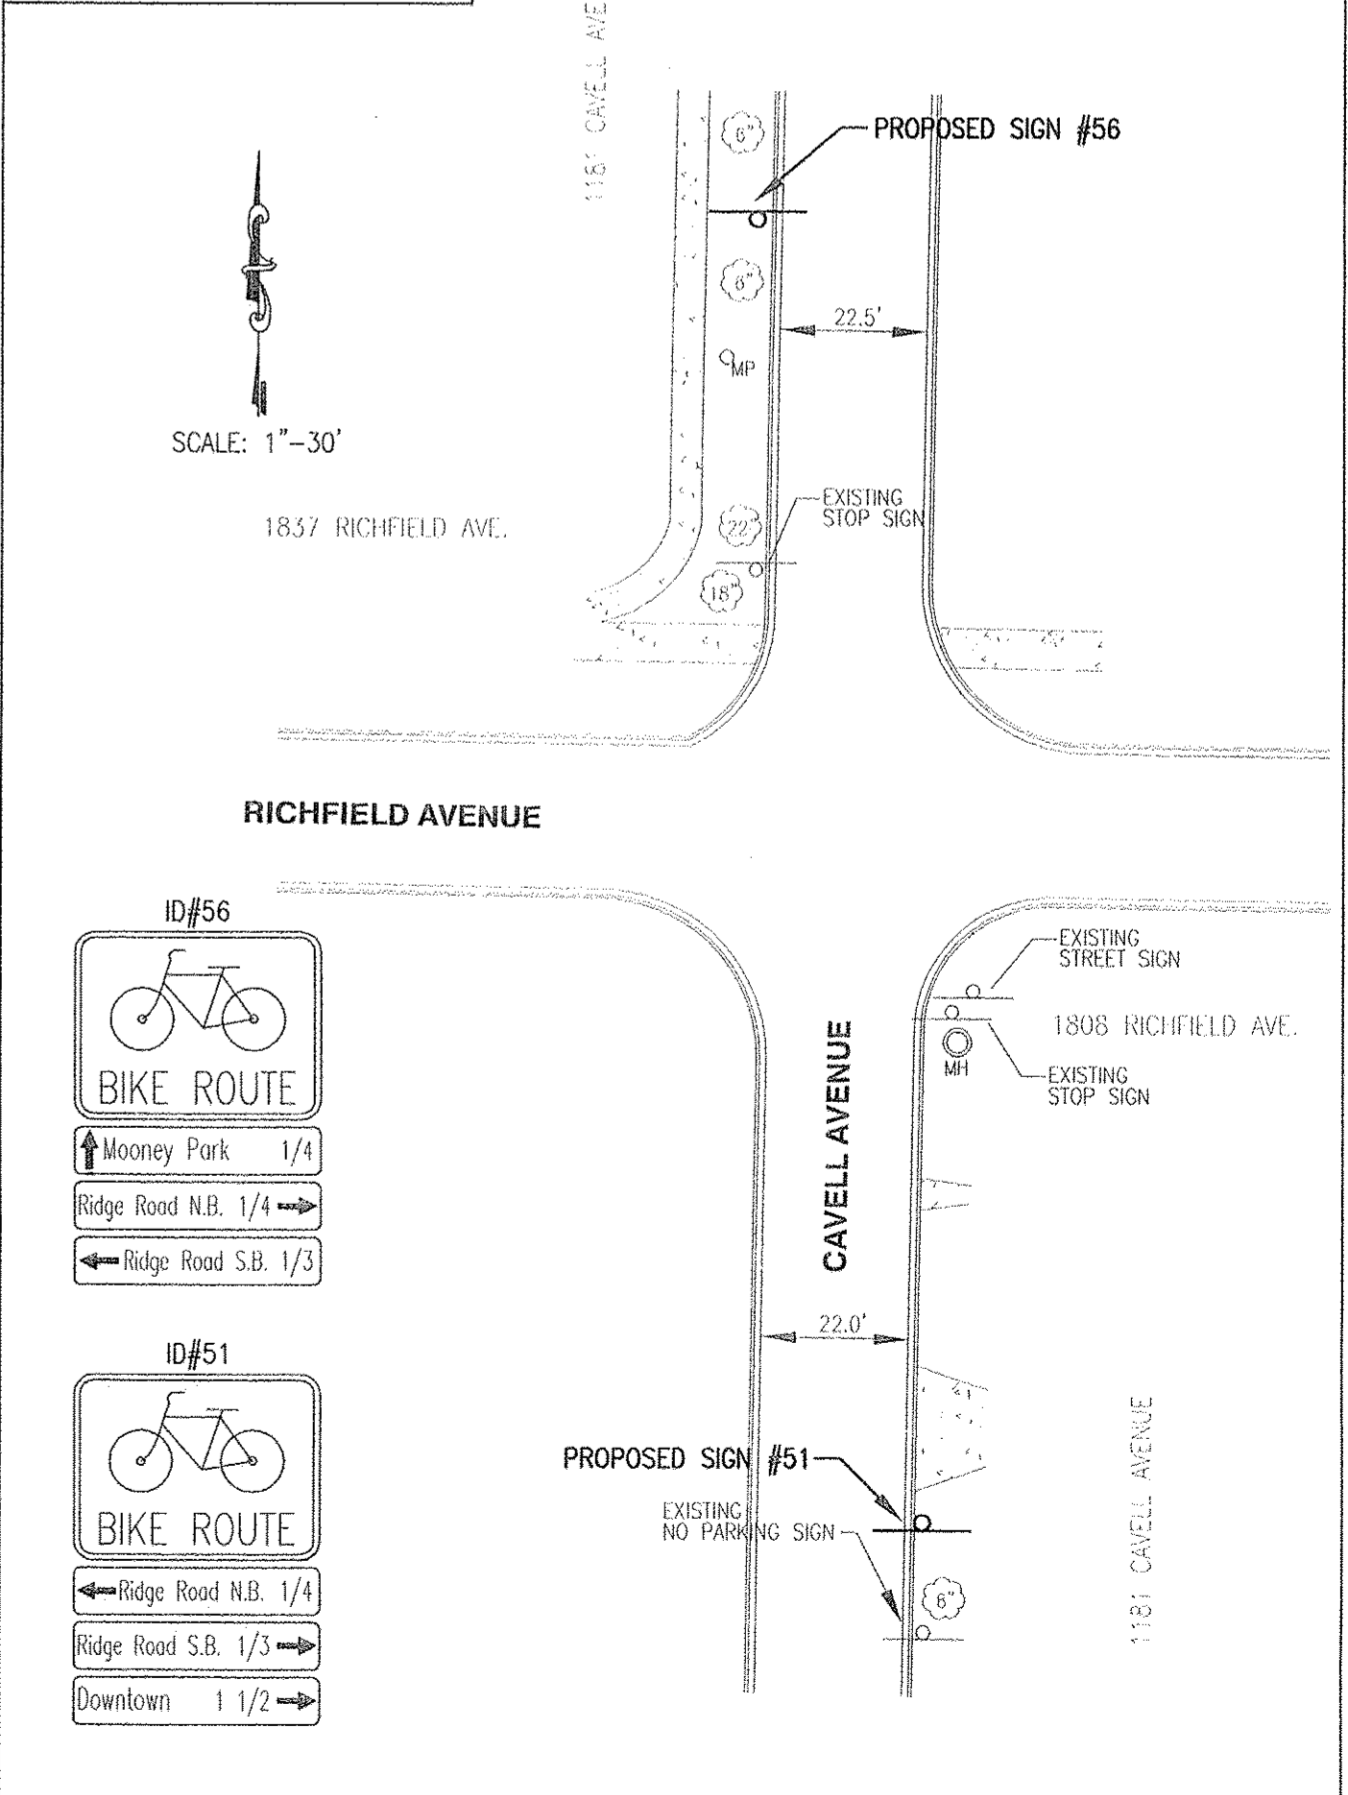 1181 CAVELL AVE
6"
PROPOSED SIGN #56
6"
22.5'
MP
SCALE: 1"-30'
EXISTING
STOP SIGN
1837 RICHFIELD AVE.
22"
18"
RICHFIELD AVENUE
ID#56
BIKE ROUTE
Mooney Park 1/4
Ridge Road N.B. 1/4
Ridge Road S.B. 1/3
EXISTING
STREET SIGN
1808 RICHFIELD AVE.
MH
EXISTING
STOP SIGN
CAVELL AVENUE
22.0'
ID#51
BIKE ROUTE
Ridge Road N.B. 1/4
Ridge Road S.B. 1/3
Downtown 1 1/2
PROPOSED SIGN #51
EXISTING
NO PARKING SIGN
6"
1181 CAVELL AVENUE